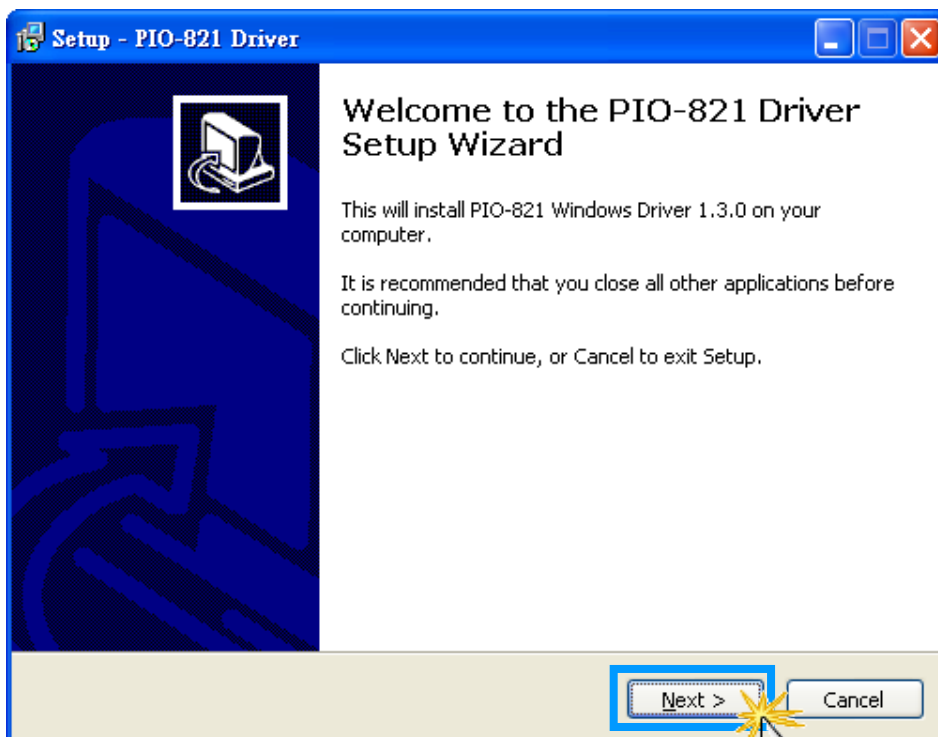 Setup - PIO-821 Driver
Welcome to the PIO-821 Driver
Setup Wizard
This will install PIO-821 Windows Driver 1.3.0 on your
computer.
It is recommended that you close all other applications before
continuing.
Click Next to continue, or Cancel to exit Setup.
Next >
Cancel